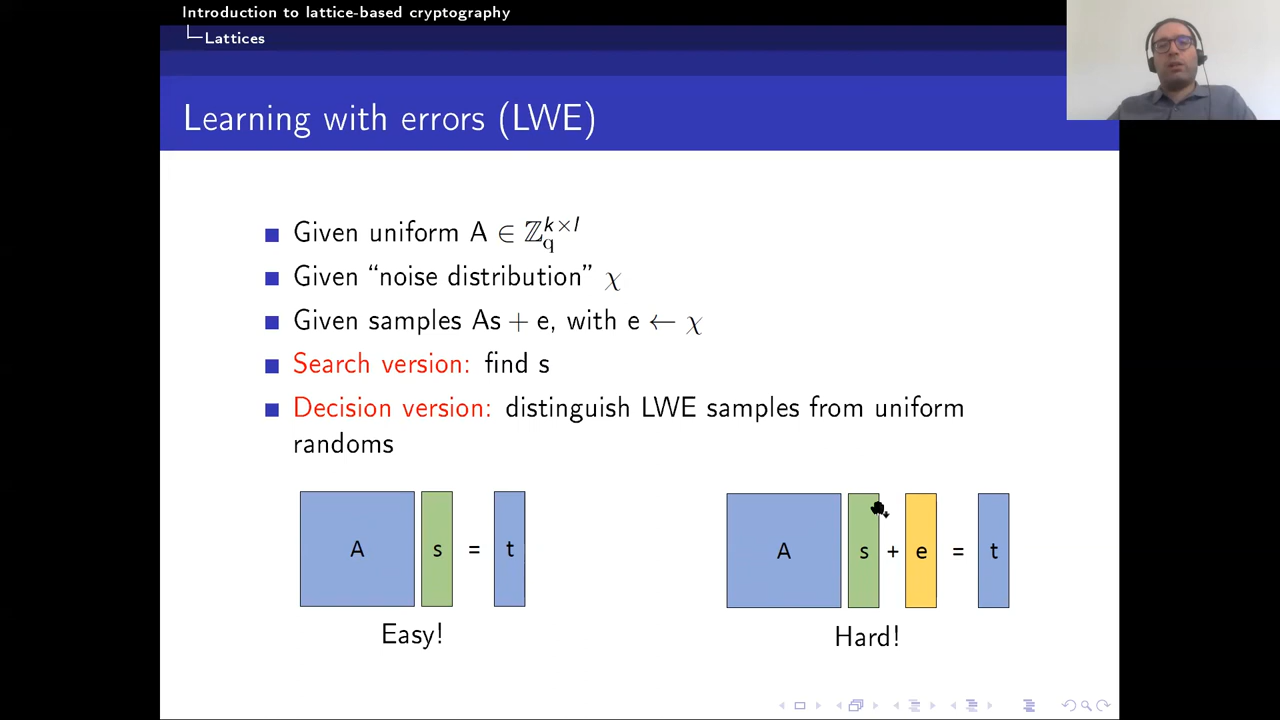 Introduction to lattice-based cryptography
Lattices
Learning with errors (LWE)
Given uniform A ∈ ℤ_q^{k×l}
Given “noise distribution” χ
Given samples As + e, with e ← χ
Search version: find s
Decision version: distinguish LWE samples from uniform
randoms
A s = t
Easy!
A s + e = t
Hard!